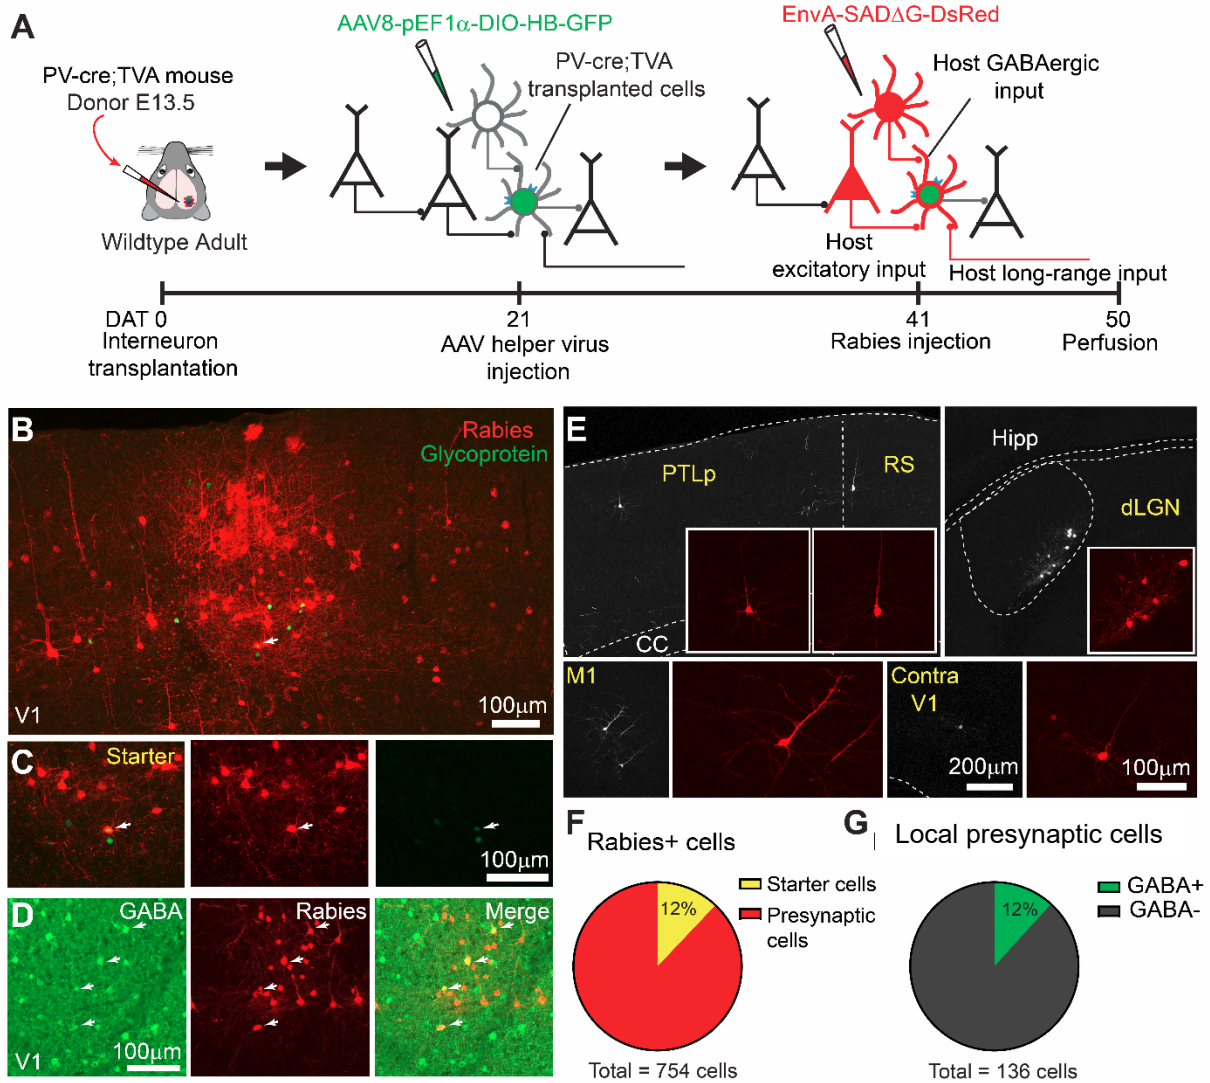 A
PV-cre;TVA mouse
Donor E13.5
Wildtype Adult
AAV8-pEF1α-DIO-HB-GFP
PV-cre;TVA
transplanted cells
EnvA-SADΔG-DsRed
Host GABAergic
input
Host
excitatory input
Host long-range input
DAT 0
Interneuron
transplantation
21
AAV helper virus
injection
41
Rabies injection
50
Perfusion
B
Rabies
Glycoprotein
V1
100μm
C
Starter
100μm
D
GABA
Rabies
Merge
V1
100μm
E
PTLp
RS
CC
Hipp
dLGN
M1
Contra
V1
200μm
100μm
F
Rabies+ cells
12%
Starter cells
Presynaptic
cells
Total = 754 cells
G
Local presynaptic cells
12%
GABA+
GABA-
Total = 136 cells